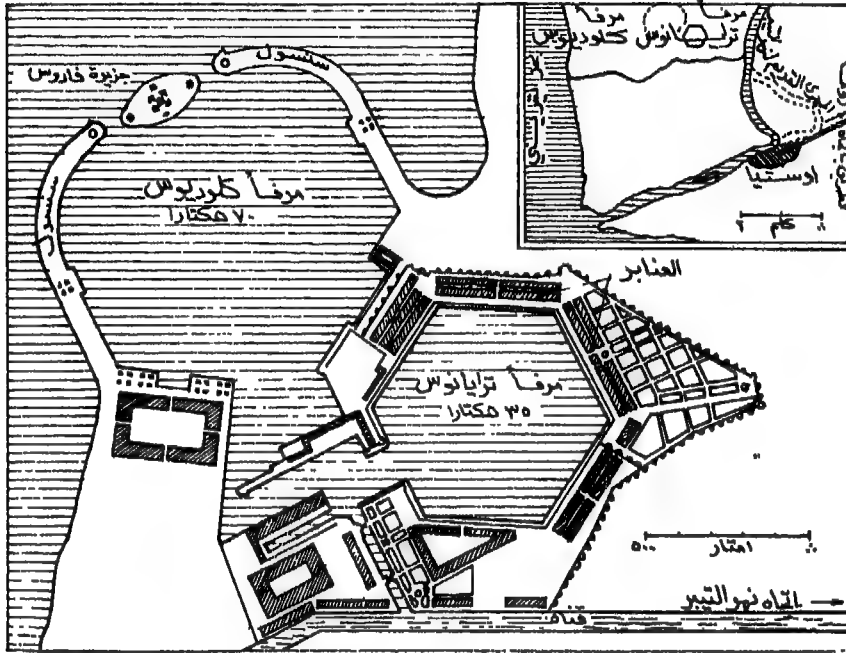 سنسول
جزيرة فاروس
سنسول
مرفأ كلوديوس
٧٠ هكتارا
العنابر
مرفأ ترايانوس
٣٥ هكتارا
٥٠٠
امتار
اتجاه نهر التيبر
قناة
مرفأ
مرفأ
كلوديوس
اوستيا
كلم